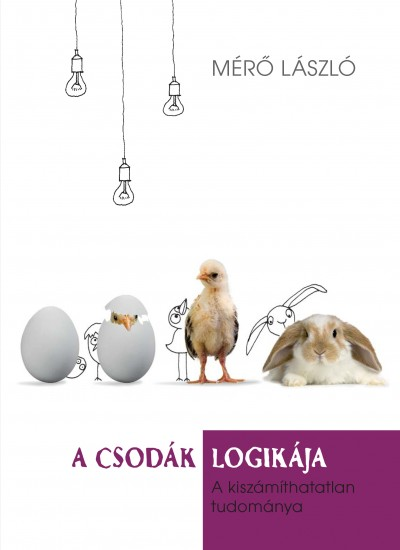 MÉRŐ LÁSZLÓ
A CSODÁK LOGIKÁJA
A kiszámíthatatlan
tudománya